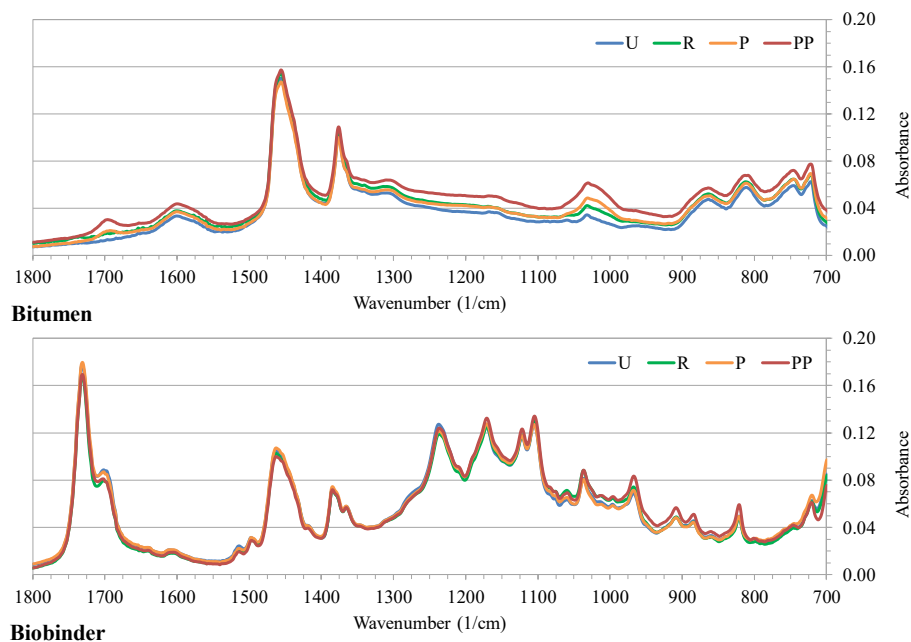 0.20
U R P PP
0.16
0.12
0.08
0.04
0.00
Absorbance
1800 1700 1600 1500 1400 1300 1200 1100 1000 900 800 700
Wavenumber (1/cm)
Bitumen
0.20
U R P PP
0.16
0.12
0.08
0.04
0.00
Absorbance
1800 1700 1600 1500 1400 1300 1200 1100 1000 900 800 700
Wavenumber (1/cm)
Biobinder